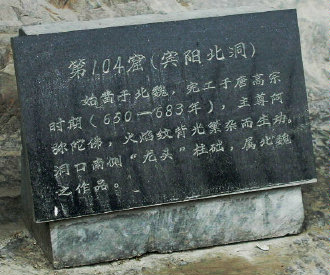 第104窟(宾阳北洞)
始凿于北魏，完工于唐高宗
时期(650—683年)，主尊阿
弥陀佛，火焰纹背光繁杂而生动。
洞口南侧“龙头”柱础，属北魏
之作品。